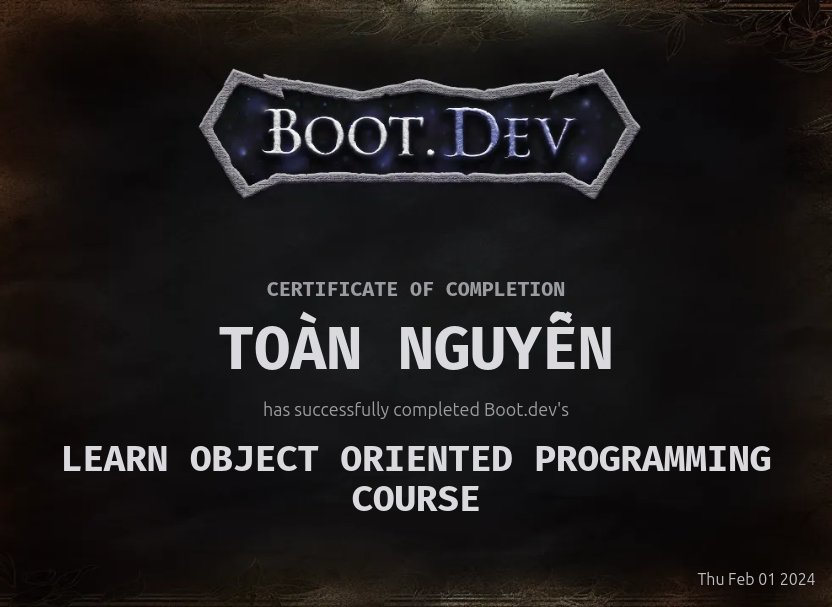 BOOT.DEV
CERTIFICATE OF COMPLETION
TOÀN NGUYỄN
has successfully completed Boot.dev's
LEARN OBJECT ORIENTED PROGRAMMING
COURSE
Thu Feb 01 2024